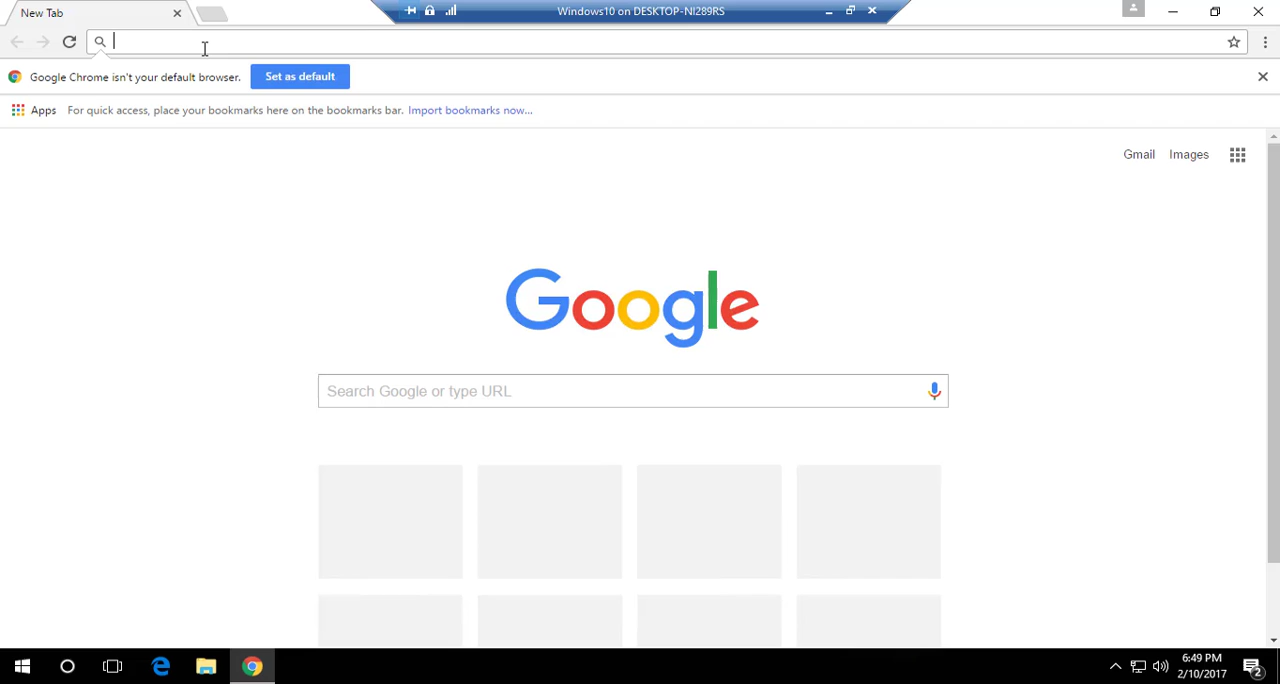 New Tab
Windows10 on DESKTOP-NI289RS
Google Chrome isn't your default browser. Set as default
Apps For quick access, place your bookmarks here on the bookmarks bar. Import bookmarks now...
Gmail Images
Google
Search Google or type URL
6:49 PM
2/10/2017
2